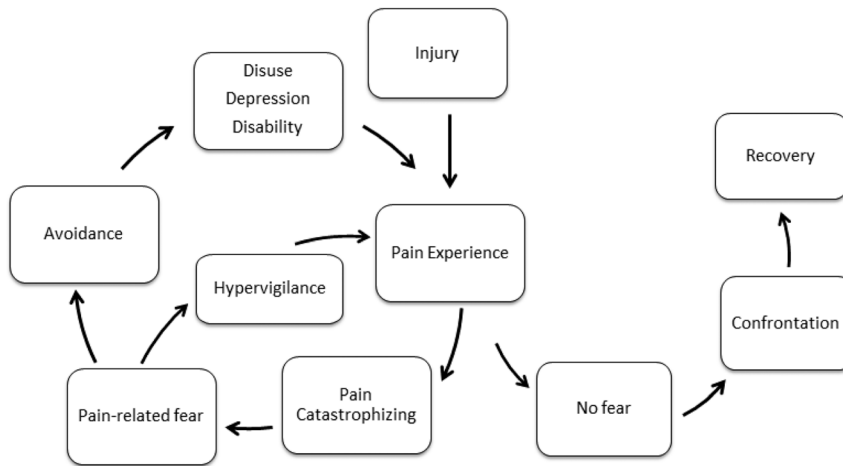 Injury
Disuse
Depression
Disability
Recovery
Avoidance
Pain Experience
Hypervigilance
Confrontation
Pain-related fear
Pain
Catastrophizing
No fear